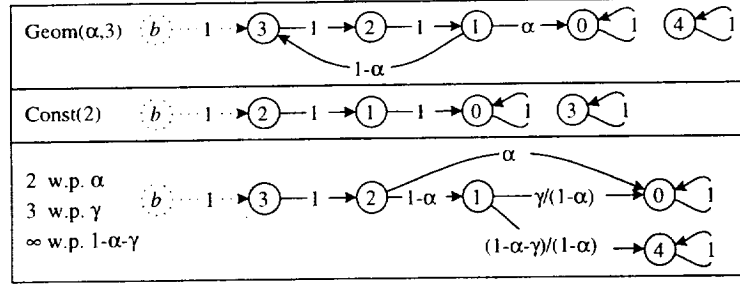 Geom(α,3) b 1 3 1 2 1 1 α 0 1 4 1
1-α
Const(2) b 1 2 1 1 1 0 1 3 1
α
2 w.p. α
3 w.p. γ
∞ w.p. 1-α-γ
b 1 3 1 2 1-α 1 γ/(1-α) 0 1
(1-α-γ)/(1-α) 4 1